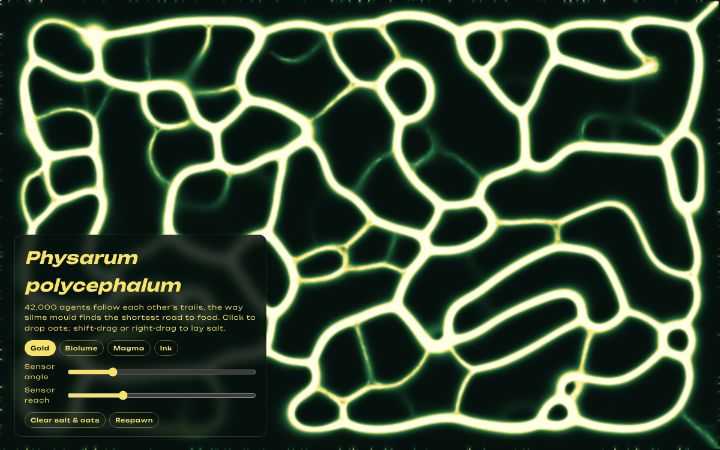 Physarum
polycephalum
42,000 agents follow each other's trails, the way
slime mould finds the shortest road to food. Click to
drop oats; shift-drag or right-drag to lay salt.
Gold Biolume Magma Ink
Sensor
angle
Sensor
reach
Clear salt & oats Respawn